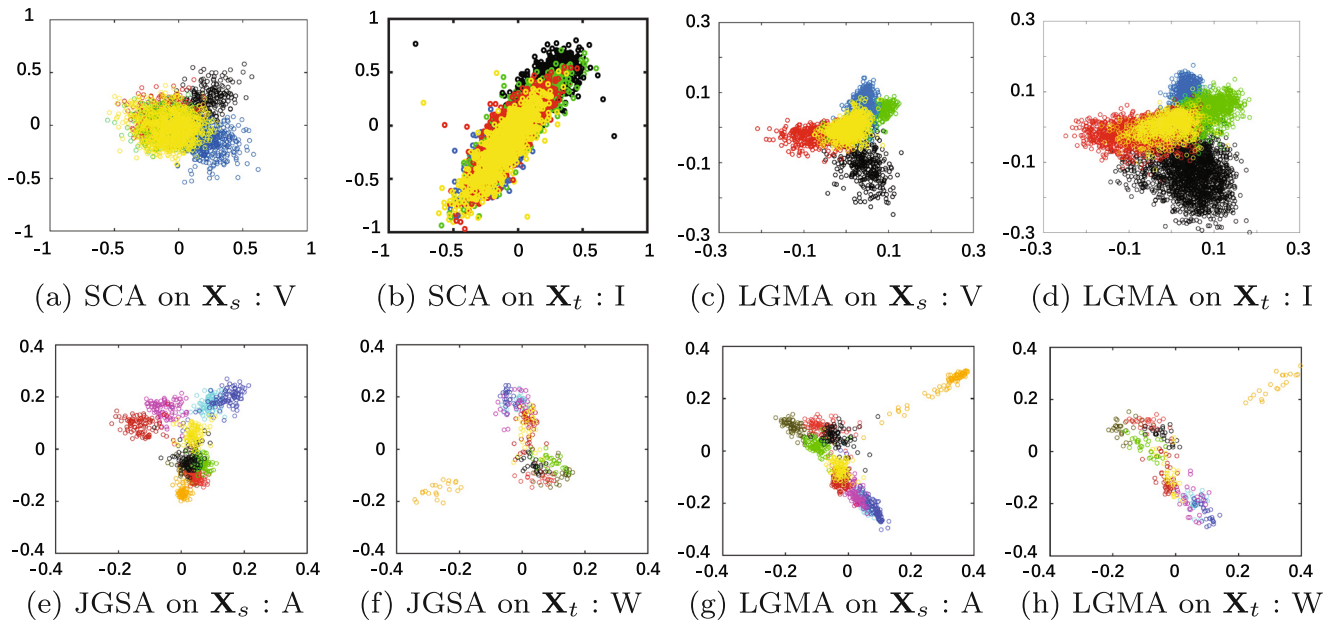 1
0.5
0
-0.5
-1
-1 -0.5 0 0.5 1
(a) SCA on Xₛ : V
1
0.5
0
-0.5
-1
-1 -0.5 0 0.5 1
(b) SCA on Xₜ : I
0.3
0.1
-0.1
-0.3
-0.3 -0.1 0.1 0.3
(c) LGMA on Xₛ : V
0.3
0.1
-0.1
-0.3
-0.3 -0.1 0.1 0.3
(d) LGMA on Xₜ : I
0.4
0.2
0
-0.2
-0.4
-0.4 -0.2 0 0.2 0.4
(e) JGSA on Xₛ : A
0.4
0.2
0
-0.2
-0.4
-0.4 -0.2 0 0.2 0.4
(f) JGSA on Xₜ : W
0.4
0.2
0
-0.2
-0.4
-0.4 -0.2 0 0.2 0.4
(g) LGMA on Xₛ : A
0.4
0.2
0
-0.2
-0.4
-0.4 -0.2 0 0.2 0.4
(h) LGMA on Xₜ : W